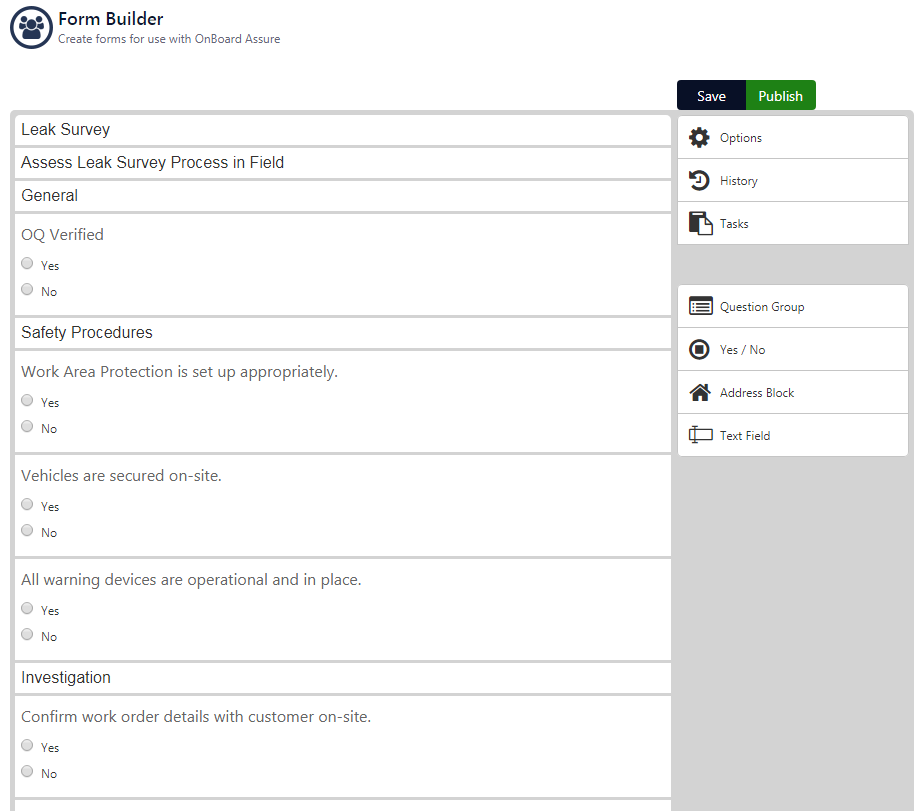 Form Builder
Create forms for use with OnBoard Assure
Save
Publish
Leak Survey
Assess Leak Survey Process in Field
General
OQ Verified
Yes
No
Safety Procedures
Work Area Protection is set up appropriately.
Yes
No
Vehicles are secured on-site.
Yes
No
All warning devices are operational and in place.
Yes
No
Investigation
Confirm work order details with customer on-site.
Yes
No
Options
History
Tasks
Question Group
Yes / No
Address Block
Text Field